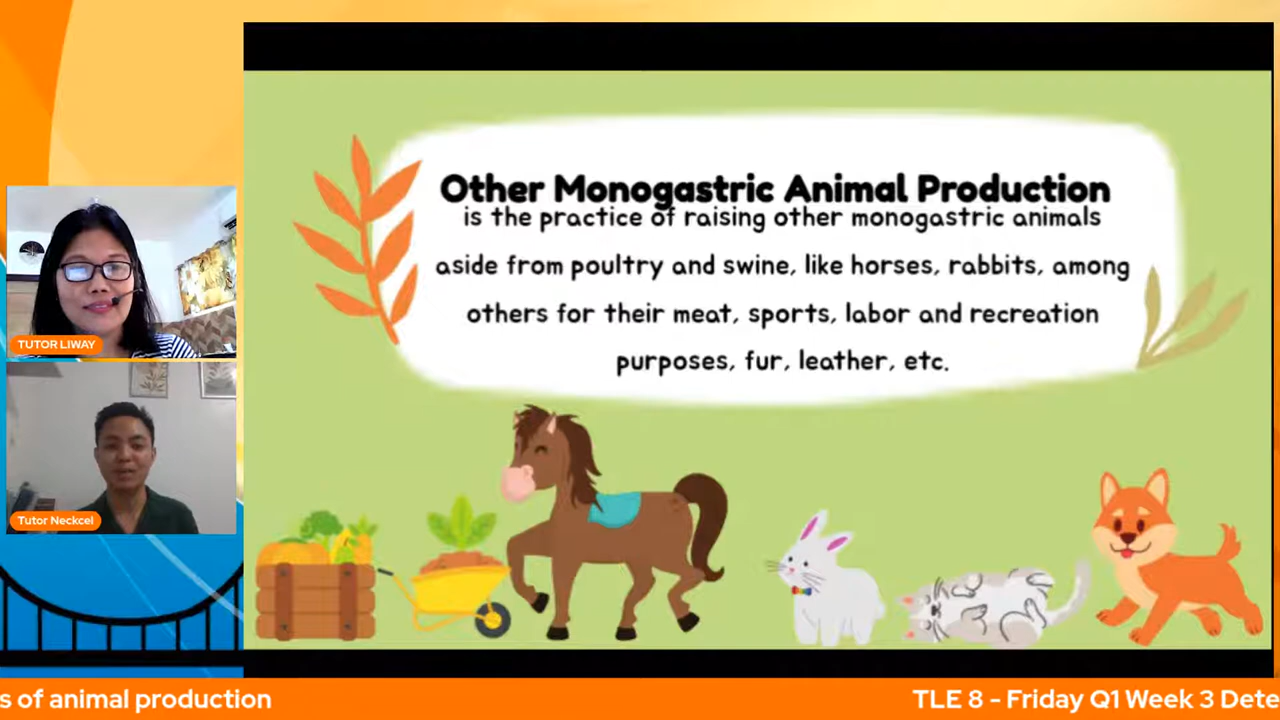 Other Monogastric Animal Production
is the practice of raising other monogastric animals
aside from poultry and swine, like horses, rabbits, among
others for their meat, sports, labor and recreation
purposes, fur, leather, etc.
TUTOR LIWAY
Tutor Neckcel
s of animal production
TLE 8 - Friday Q1 Week 3 Dete